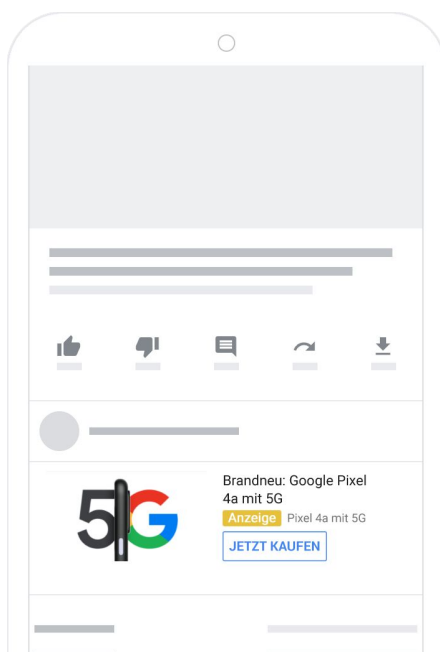 5G
Brandneu: Google Pixel
4a mit 5G
Anzeige Pixel 4a mit 5G
JETZT KAUFEN